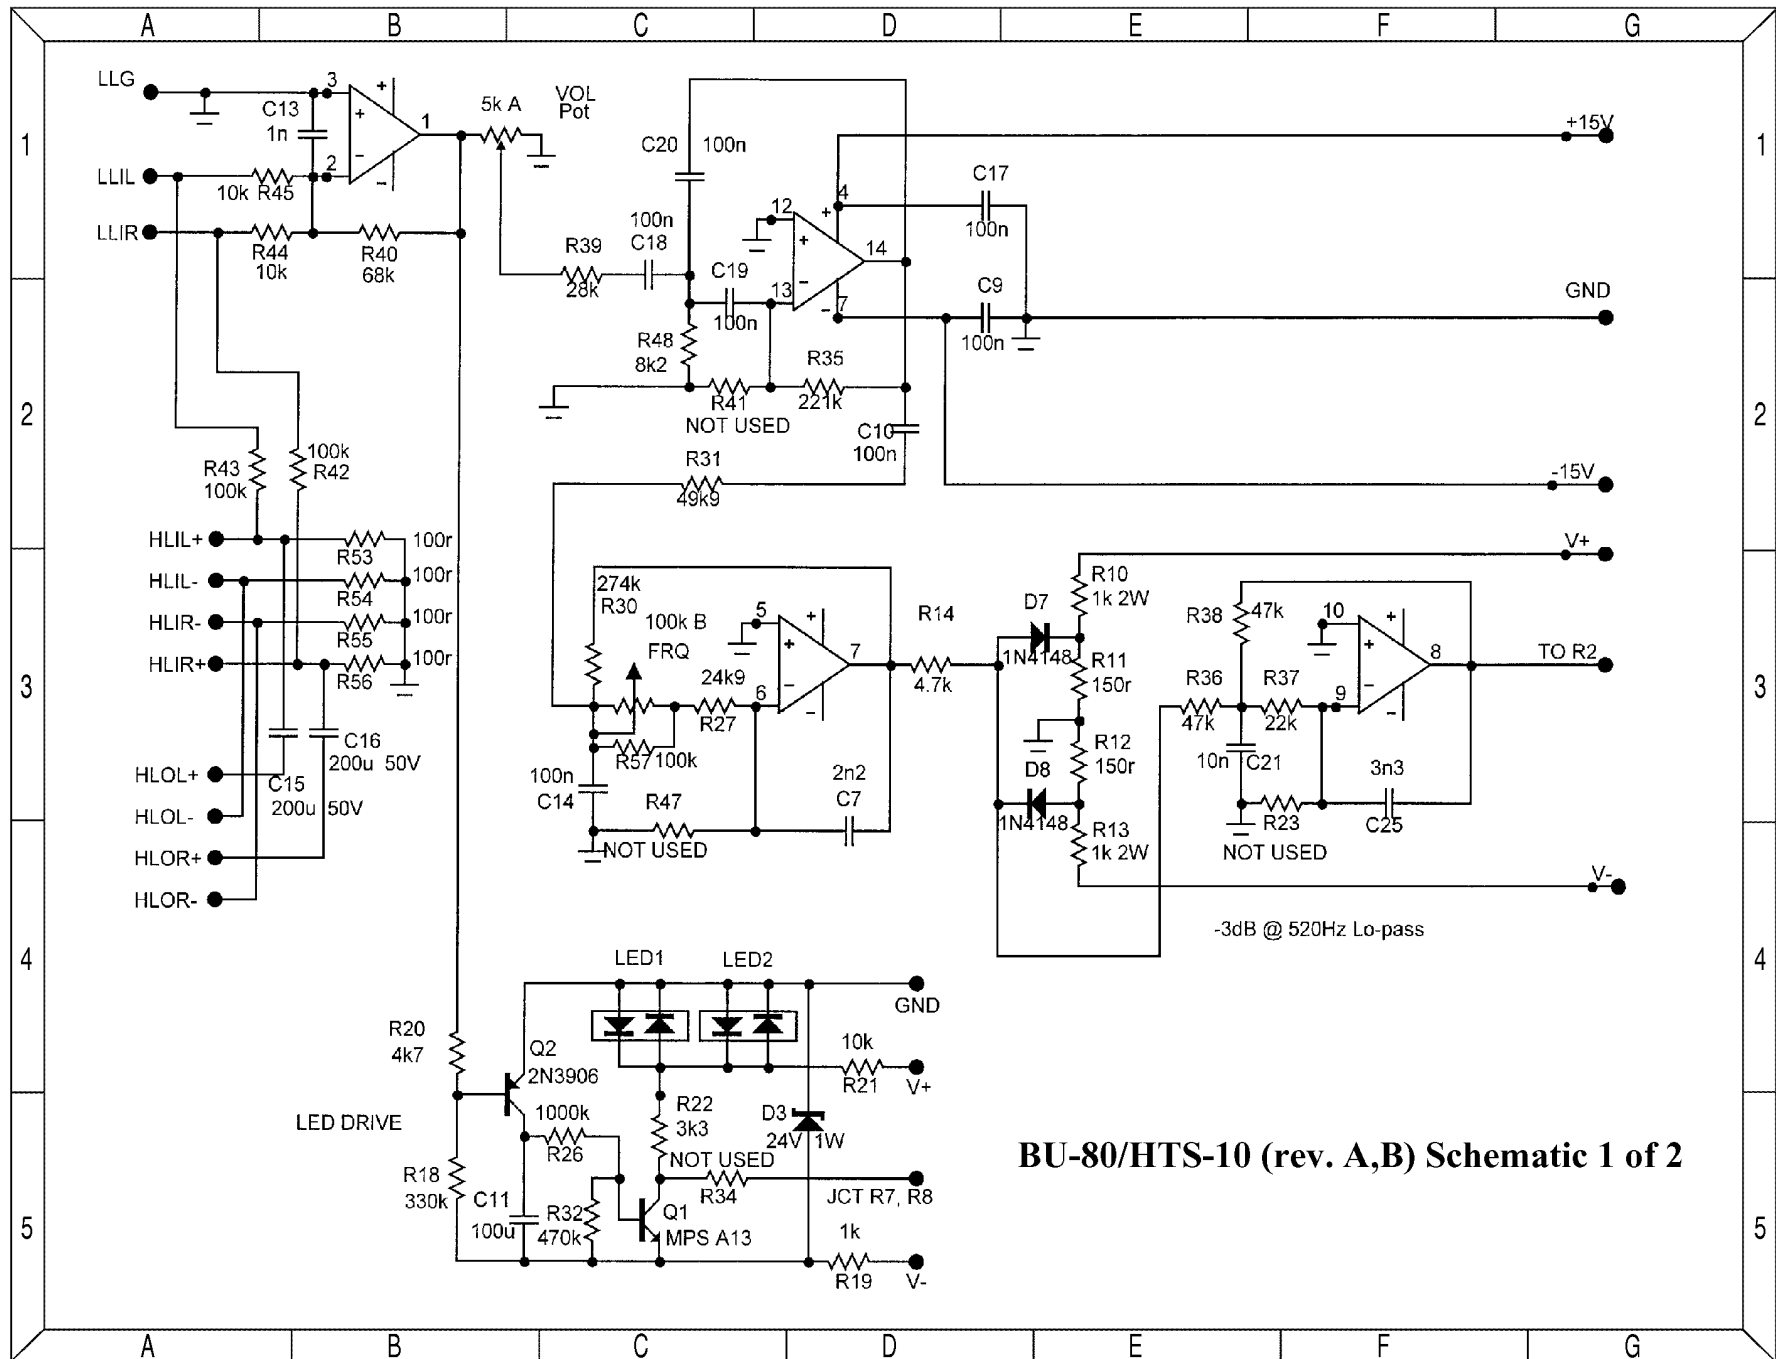 A B C D E F G
1
2
3
4
5
LLG
C13
1n
3
+
+
1
-
2
-
LLIL
10k R45
LLIR
R44
10k
R40
68k
5k A
VOL
Pot
C20
100n
R39
28k
100n
C18
C19
100n
12
+
+
4
14
13
-
-
7
C17
100n
C9
100n
+15V
GND
-15V
R48
8k2
R41
NOT USED
R35
221k
C10
100n
R31
49k9
R43
100k
100k
R42
HLIL+
R53
100r
HLIL-
R54
100r
HLIR-
R55
100r
HLIR+
R56
100r
C16
200u 50V
HLOL+
C15
200u 50V
HLOL-
HLOR+
HLOR-
274k
R30
100k B
FRQ
24k9
R27
R57
100k
100n
C14
R47
NOT USED
5
+
+
7
6
-
-
2n2
C7
R14
4.7k
D7
1N4148
D8
1N4148
R10
1k 2W
R11
150r
R12
150r
R13
1k 2W
V+
R38
47k
R36
47k
R37
22k
10n
C21
R23
NOT USED
10
+
+
8
9
-
-
3n3
C25
TO R2
V-
-3dB @ 520Hz Lo-pass
LED1
LED2
GND
R20
4k7
Q2
2N3906
10k
R21
V+
LED DRIVE
1000k
R26
R22
3k3
NOT USED
D3
24V 1W
R34
JCT R7, R8
R18
330k
C11
100u
R32
470k
Q1
MPS A13
1k
R19
V-
BU-80/HTS-10 (rev. A,B) Schematic 1 of 2
1
2
3
4
5
A B C D E F G